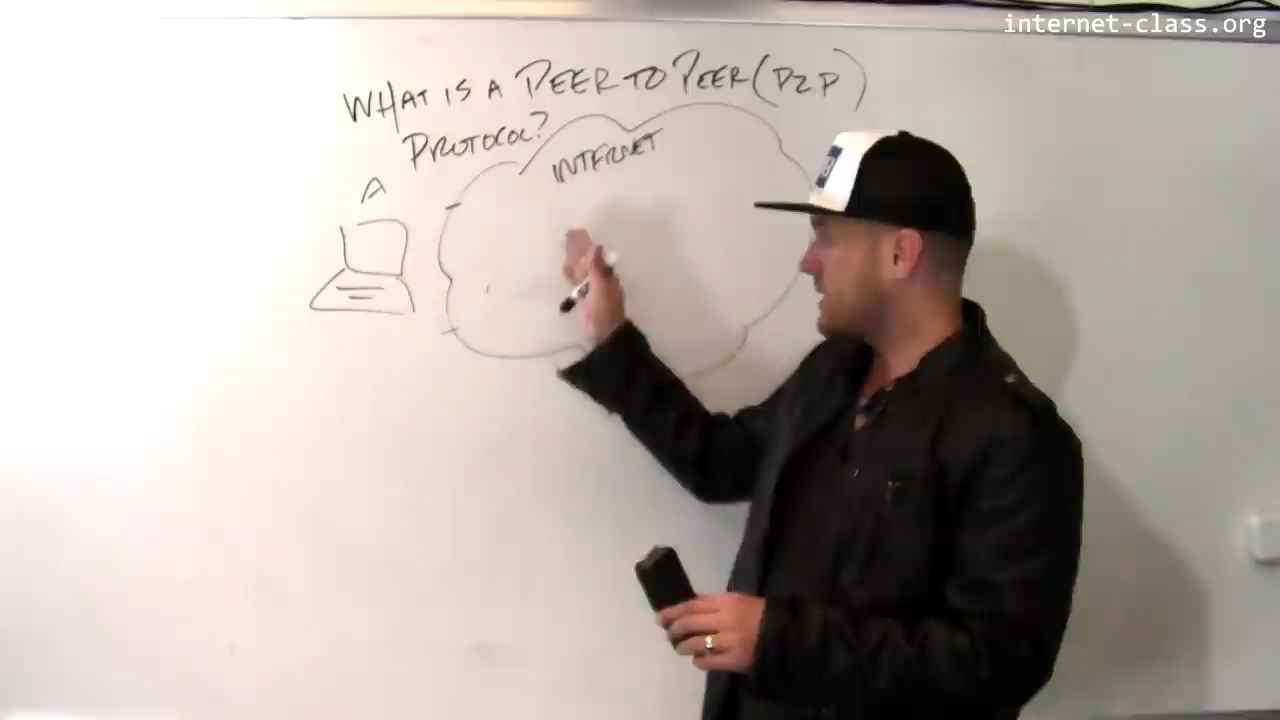 internet-class.org
WHAT IS A PEER TO PEER (P2P)
PROTOCOL?
INTERNET
A